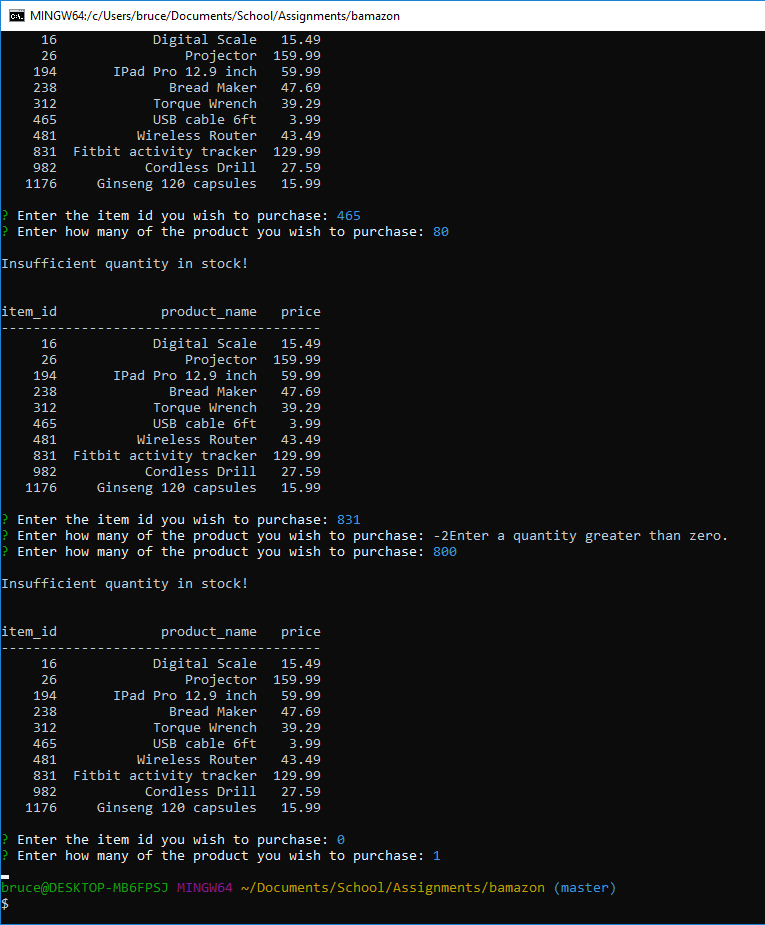 MINGW64:/c/Users/bruce/Documents/School/Assignments/bamazon
16 Digital Scale 15.49
26 Projector 159.99
194 IPad Pro 12.9 inch 59.99
238 Bread Maker 47.69
312 Torque Wrench 39.29
465 USB cable 6ft 3.99
481 Wireless Router 43.49
831 Fitbit activity tracker 129.99
982 Cordless Drill 27.59
1176 Ginseng 120 capsules 15.99
? Enter the item id you wish to purchase: 465
? Enter how many of the product you wish to purchase: 80
Insufficient quantity in stock!
item_id product_name price
----------------------------------------
16 Digital Scale 15.49
26 Projector 159.99
194 IPad Pro 12.9 inch 59.99
238 Bread Maker 47.69
312 Torque Wrench 39.29
465 USB cable 6ft 3.99
481 Wireless Router 43.49
831 Fitbit activity tracker 129.99
982 Cordless Drill 27.59
1176 Ginseng 120 capsules 15.99
? Enter the item id you wish to purchase: 831
? Enter how many of the product you wish to purchase: -2Enter a quantity greater than zero.
? Enter how many of the product you wish to purchase: 800
Insufficient quantity in stock!
item_id product_name price
----------------------------------------
16 Digital Scale 15.49
26 Projector 159.99
194 IPad Pro 12.9 inch 59.99
238 Bread Maker 47.69
312 Torque Wrench 39.29
465 USB cable 6ft 3.99
481 Wireless Router 43.49
831 Fitbit activity tracker 129.99
982 Cordless Drill 27.59
1176 Ginseng 120 capsules 15.99
? Enter the item id you wish to purchase: 0
? Enter how many of the product you wish to purchase: 1
bruce@DESKTOP-MB6FPSJ MINGW64 ~/Documents/School/Assignments/bamazon (master)
$